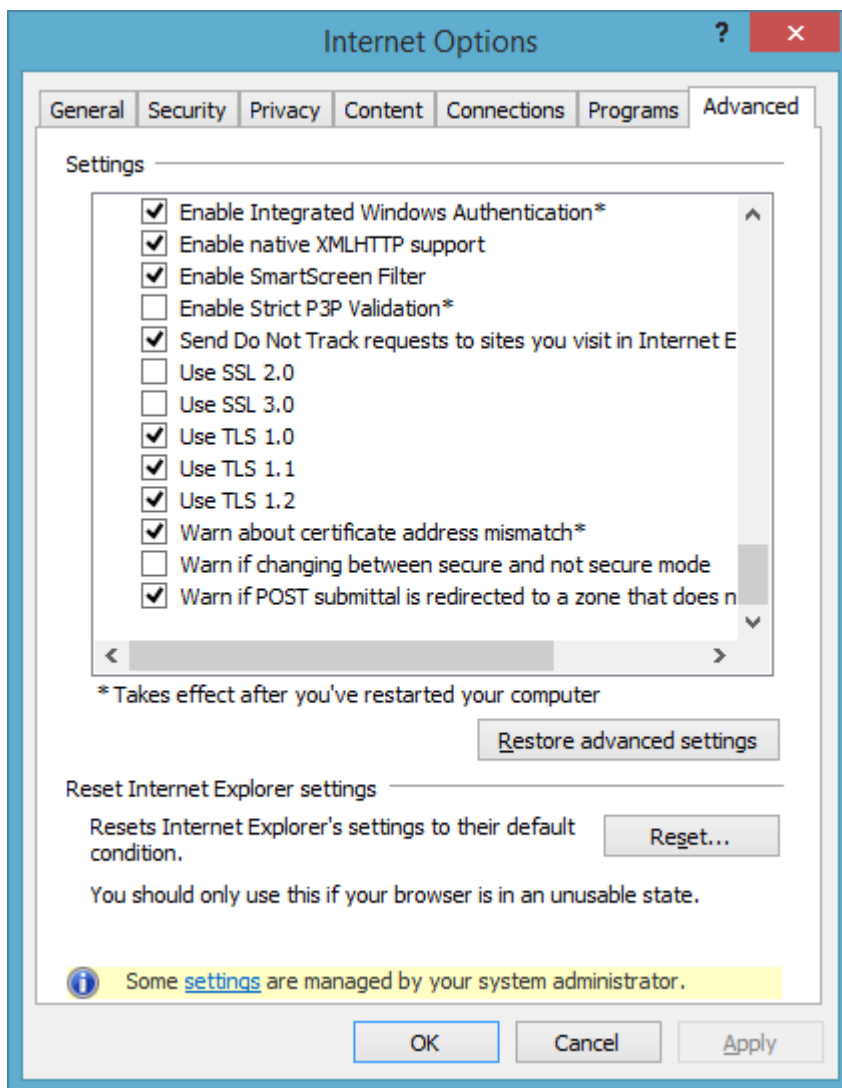 Internet Options
?
General Security Privacy Content Connections Programs Advanced
Settings
Enable Integrated Windows Authentication*
Enable native XMLHTTP support
Enable SmartScreen Filter
Enable Strict P3P Validation*
Send Do Not Track requests to sites you visit in Internet E
Use SSL 2.0
Use SSL 3.0
Use TLS 1.0
Use TLS 1.1
Use TLS 1.2
Warn about certificate address mismatch*
Warn if changing between secure and not secure mode
Warn if POST submittal is redirected to a zone that does n
*Takes effect after you've restarted your computer
Restore advanced settings
Reset Internet Explorer settings
Resets Internet Explorer's settings to their default
condition.
Reset...
You should only use this if your browser is in an unusable state.
Some settings are managed by your system administrator.
OK Cancel Apply